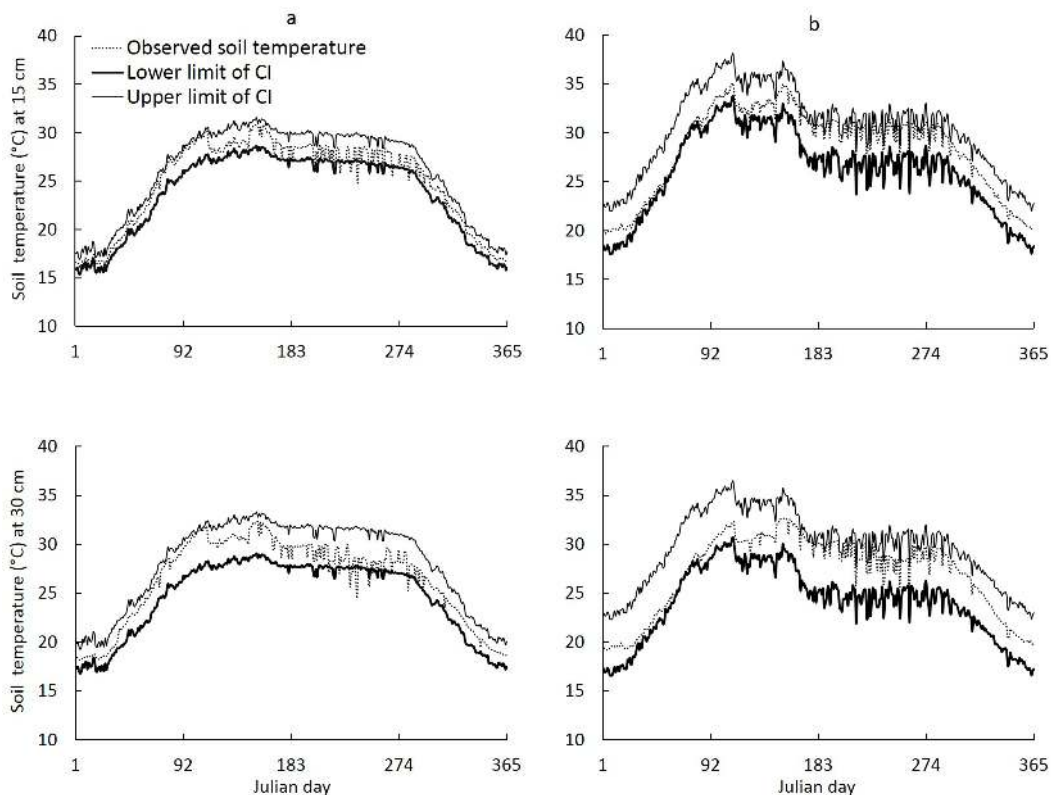 a
b
Observed soil temperature
Lower limit of CI
Upper limit of CI
Soil temperature (°C) at 15 cm
40
35
30
25
20
15
10
1 92 183 274 365
40
35
30
25
20
15
10
1 92 183 274 365
Soil temperature (°C) at 30 cm
40
35
30
25
20
15
10
1 92 183 274 365
Julian day
40
35
30
25
20
15
10
1 92 183 274 365
Julian day